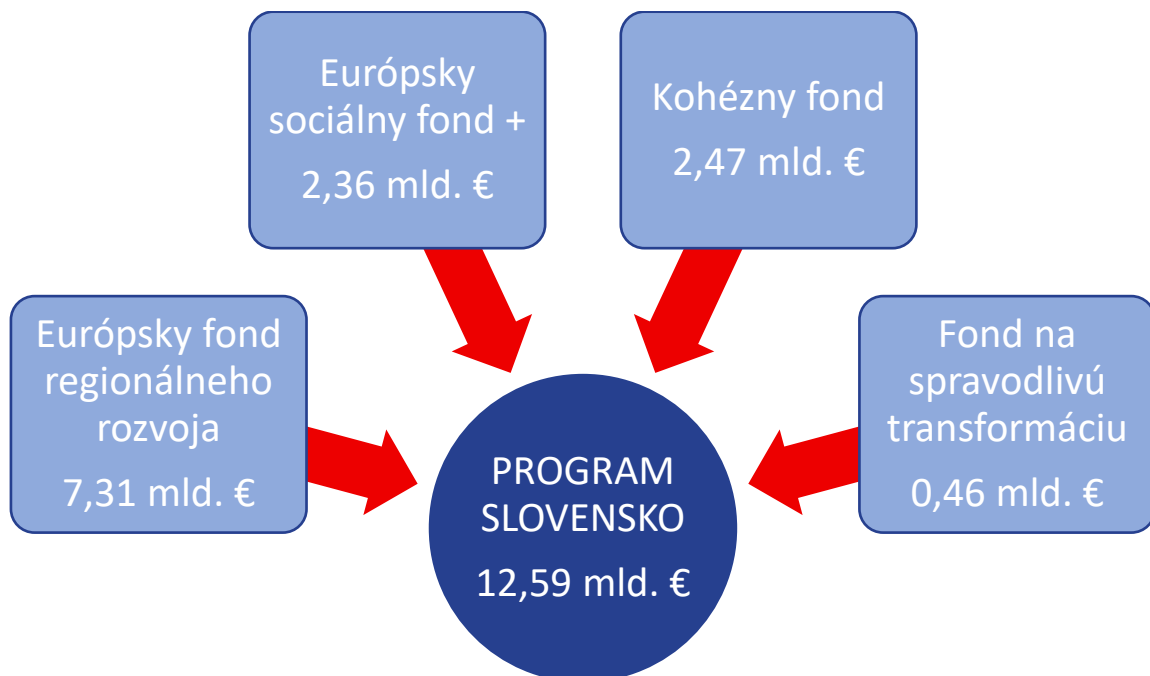 Európsky
sociálny fond +
2,36 mld. €
Kohézny fond
2,47 mld. €
Európsky fond
regionálneho
rozvoja
7,31 mld. €
Fond na
spravodlivú
transformáciu
0,46 mld. €
PROGRAM
SLOVENSKO
12,59 mld. €